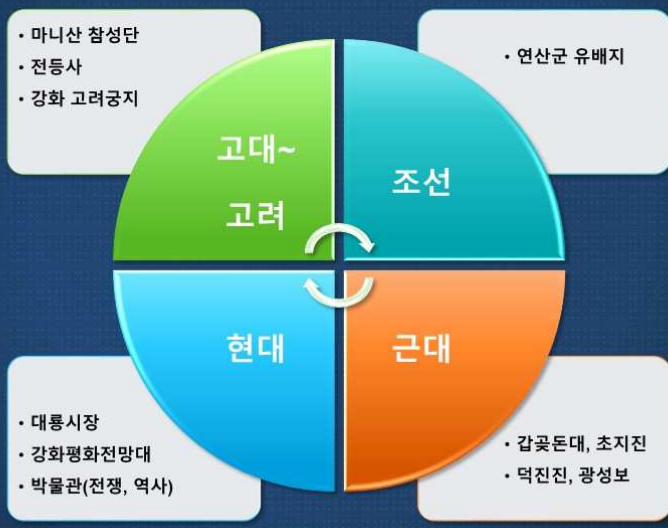 • 마니산 참성단
• 전등사
• 강화 고려궁지
고대~
고려
• 연산군 유배지
조선
현대
• 대룡시장
• 강화평화전망대
• 박물관(전쟁, 역사)
근대
• 갑곶돈대, 초지진
• 덕진진, 광성보